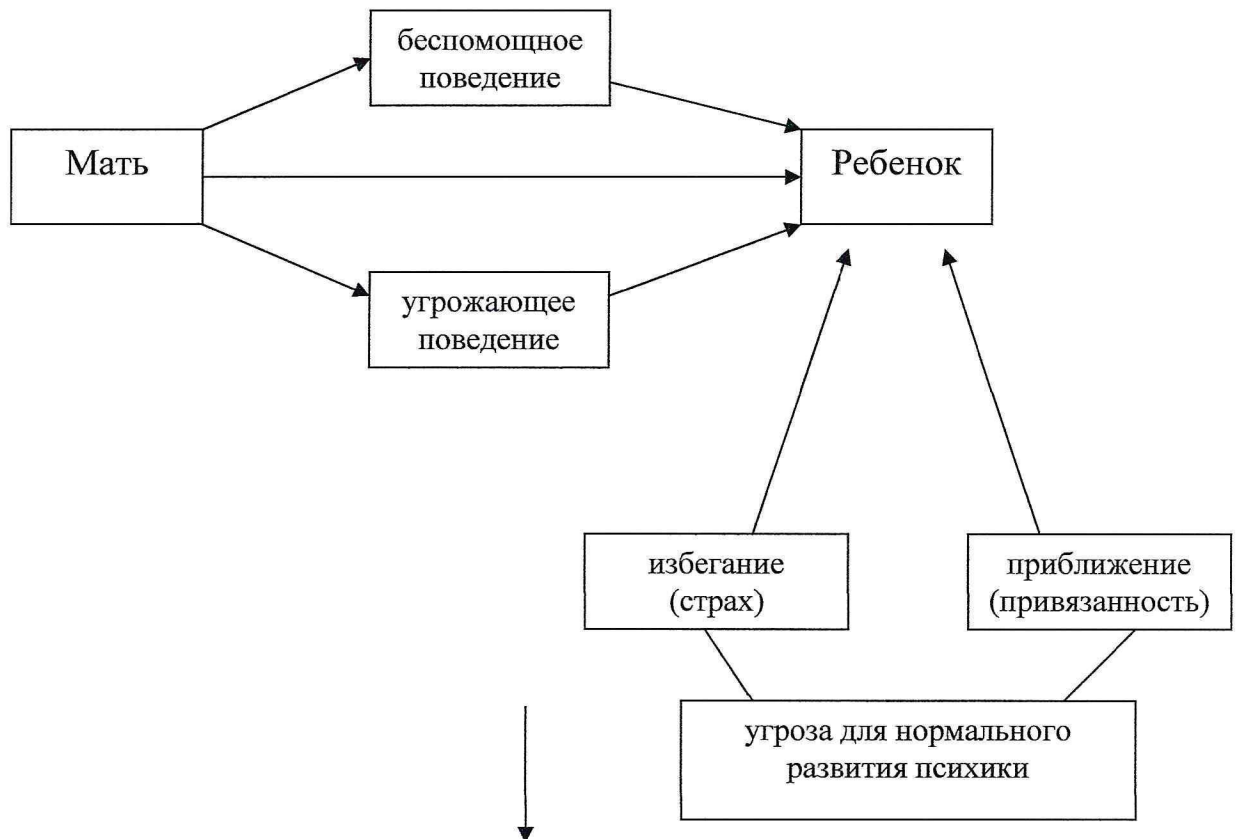 беспомощное
поведение
Мать
Ребенок
угрожающее
поведение
избегание
(страх)
приближение
(привязанность)
угроза для нормального
развития психики